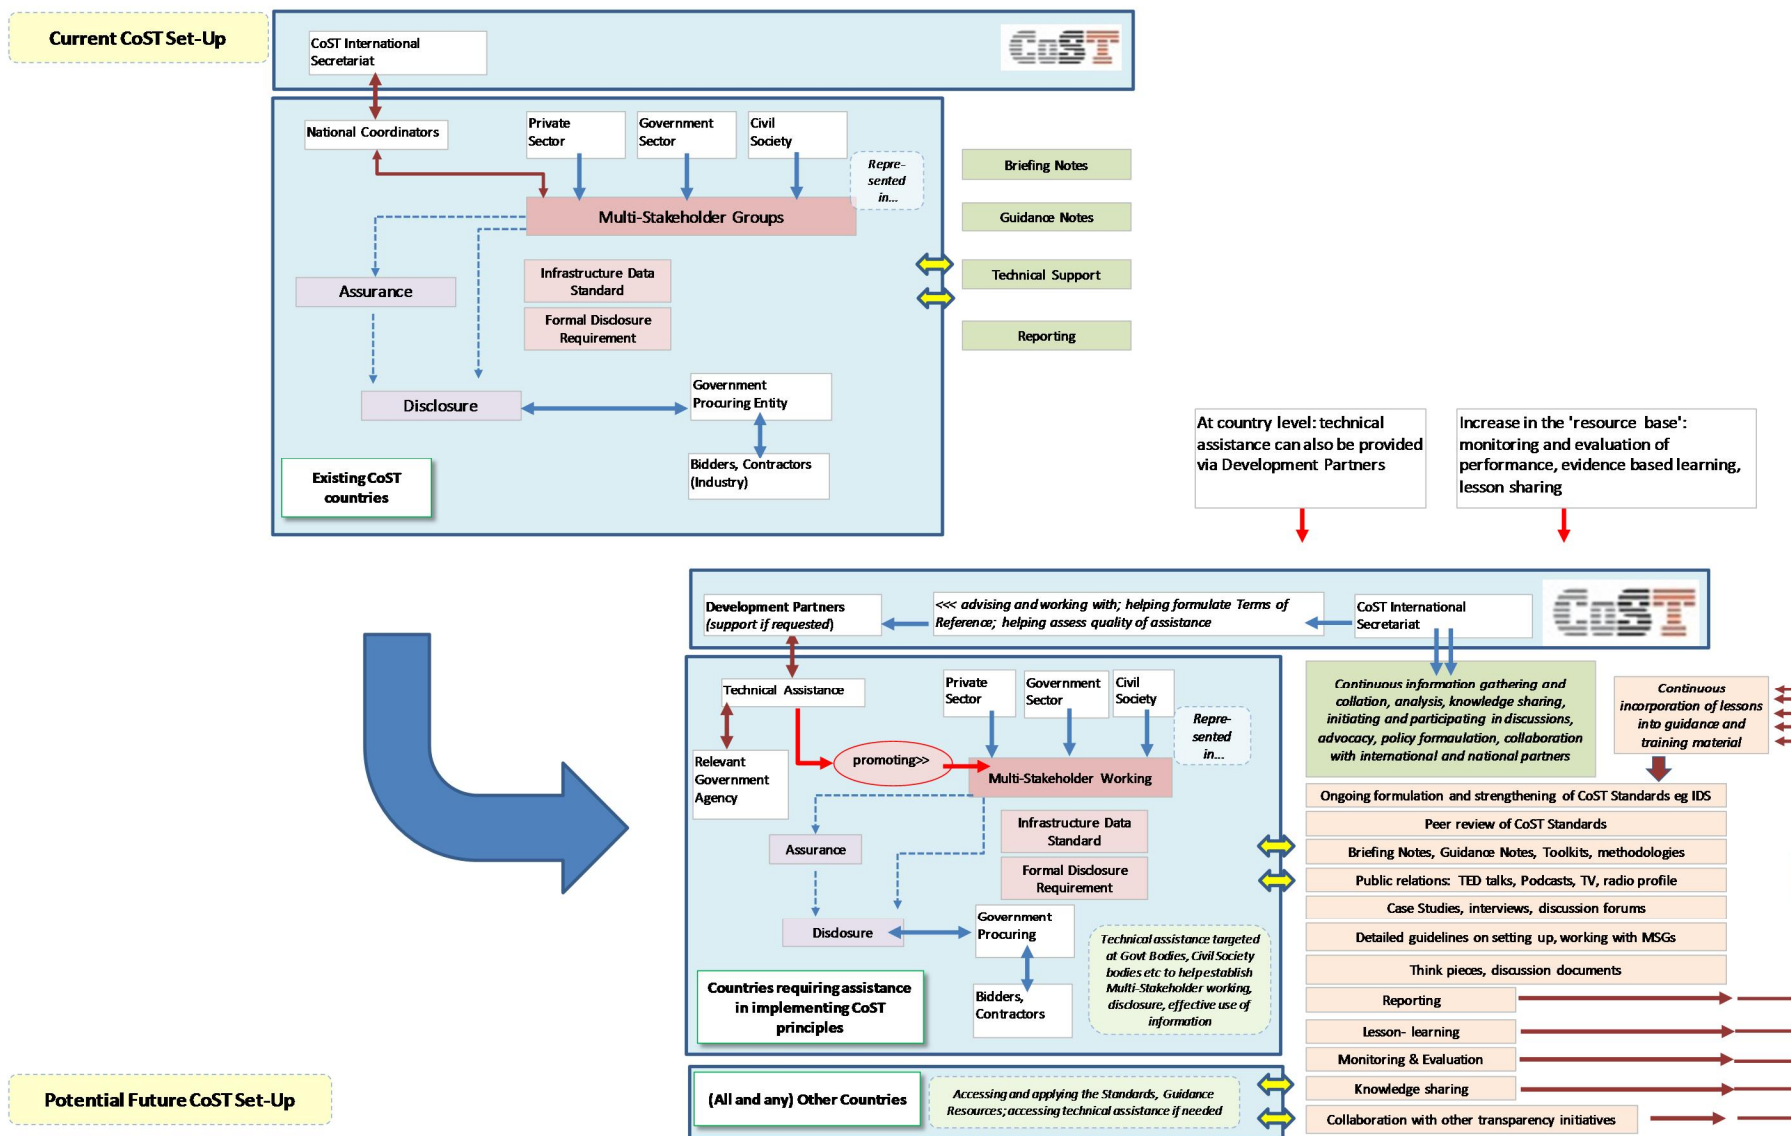 Current CoST Set-Up
CoST International
Secretariat
CoST
National Coordinators
Private
Sector
Government
Sector
Civil
Society
Repre-
sented
in...
Multi-Stakeholder Groups
Assurance
Infrastructure Data
Standard
Formal Disclosure
Requirement
Disclosure
Government
Procuring Entity
Bidders, Contractors
(Industry)
Existing CoST
countries
Briefing Notes
Guidance Notes
Technical Support
Reporting
At country level: technical
assistance can also be provided
via Development Partners
Increase in the 'resource base':
monitoring and evaluation of
performance, evidence based learning,
lesson sharing
Development Partners
(support if requested)
<<< advising and working with; helping formulate Terms of
Reference; helping assess quality of assistance
CoST International
Secretariat
CoST
Technical Assistance
Private
Sector
Government
Sector
Civil
Society
Repre-
sented
in...
Relevant
Government
Agency
promoting>>
Multi-Stakeholder Working
Assurance
Infrastructure Data
Standard
Formal Disclosure
Requirement
Disclosure
Government
Procuring
Bidders,
Contractors
Technical assistance targeted
at Govt Bodies, Civil Society
bodies etc to help establish
Multi-Stakeholder working,
disclosure, effective use of
information
Countries requiring assistance
in implementing CoST
principles
Continuous information gathering and
collation, analysis, knowledge sharing,
initiating and participating in discussions,
advocacy, policy formaulation, collaboration
with international and national partners
Continuous
incorporation of lessons
into guidance and
training material
Ongoing formulation and strengthening of CoST Standards eg IDS
Peer review of CoST Standards
Briefing Notes, Guidance Notes, Toolkits, methodologies
Public relations: TED talks, Podcasts, TV, radio profile
Case Studies, interviews, discussion forums
Detailed guidelines on setting up, working with MSGs
Think pieces, discussion documents
Reporting
Lesson- learning
Monitoring & Evaluation
Knowledge sharing
Collaboration with other transparency initiatives
Potential Future CoST Set-Up
(All and any) Other Countries
Accessing and applying the Standards, Guidance
Resources; accessing technical assistance if needed